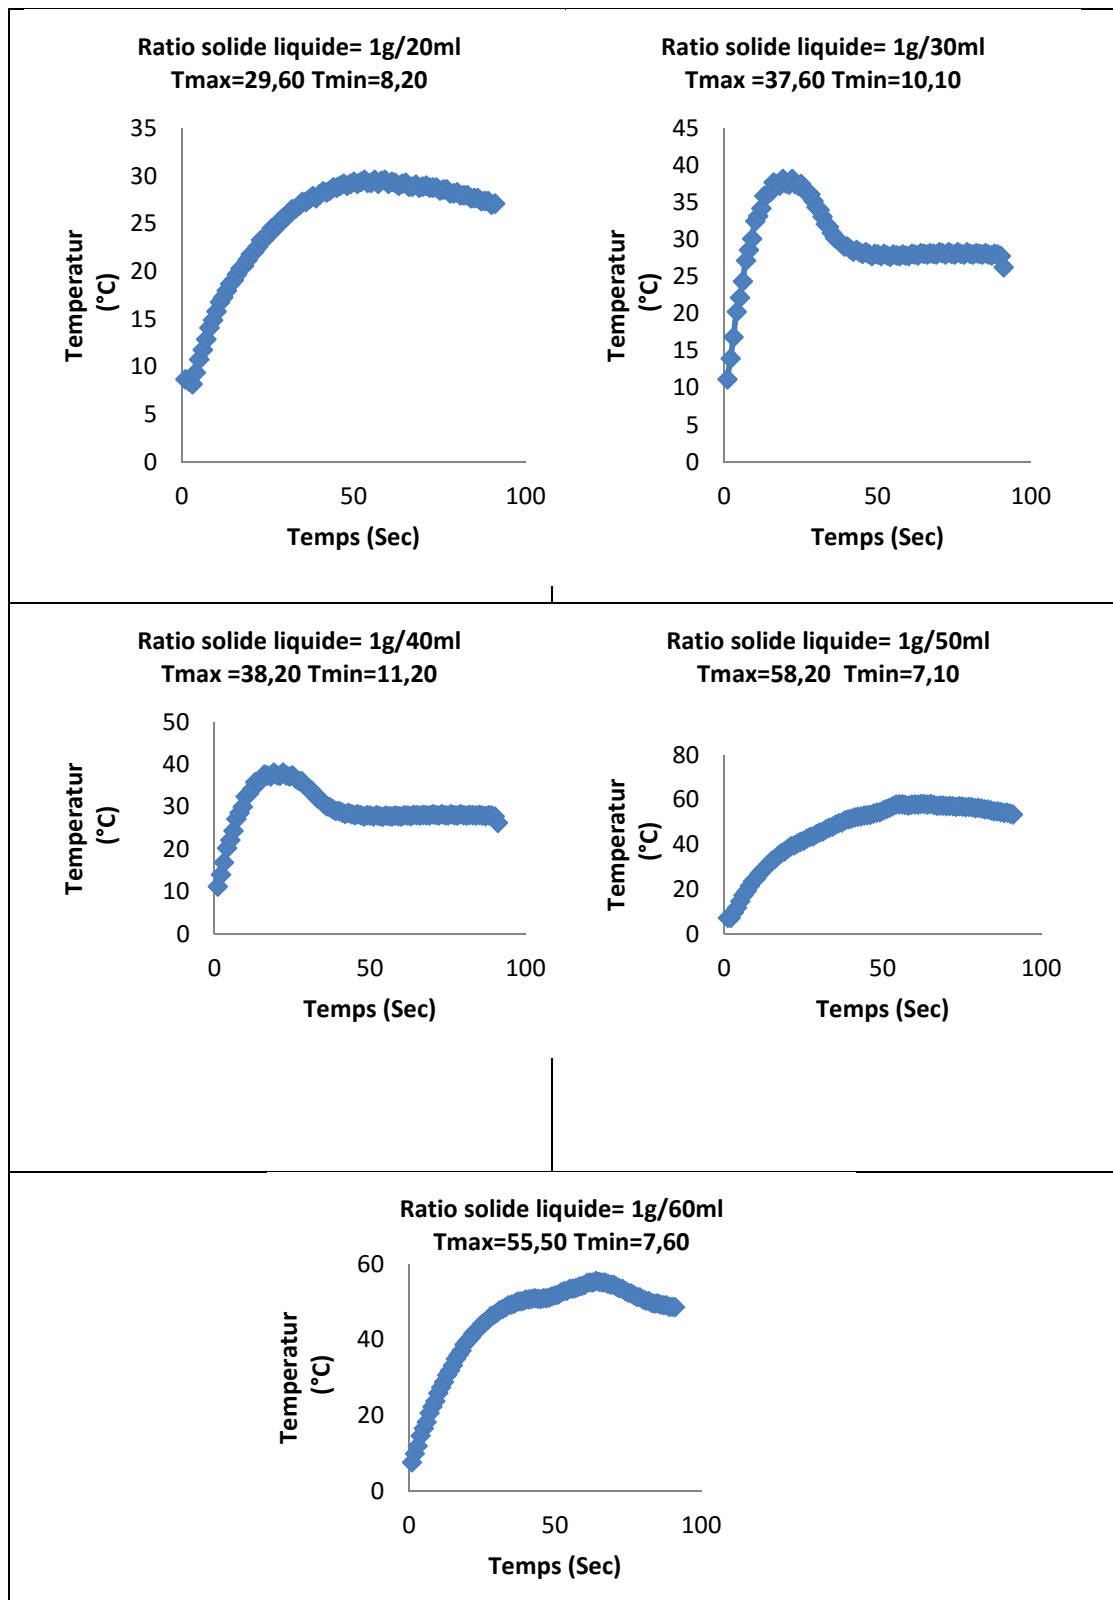 Ratio solide liquide= 1g/20ml
Tmax=29,60 Tmin=8,20
35
30
25
20
15
10
5
0
0 50 100
Temperatur
(°C)
Temps (Sec)
Ratio solide liquide= 1g/30ml
Tmax =37,60 Tmin=10,10
45
40
35
30
25
20
15
10
5
0
0 50 100
Temperatur
(°C)
Temps (Sec)
Ratio solide liquide= 1g/40ml
Tmax =38,20 Tmin=11,20
50
40
30
20
10
0
0 50 100
Temperatur
(°C)
Temps (Sec)
Ratio solide liquide= 1g/50ml
Tmax=58,20 Tmin=7,10
80
60
40
20
0
0 50 100
Temperatur
(°C)
Temps (Sec)
Ratio solide liquide= 1g/60ml
Tmax=55,50 Tmin=7,60
60
40
20
0
0 50 100
Temperatur
(°C)
Temps (Sec)